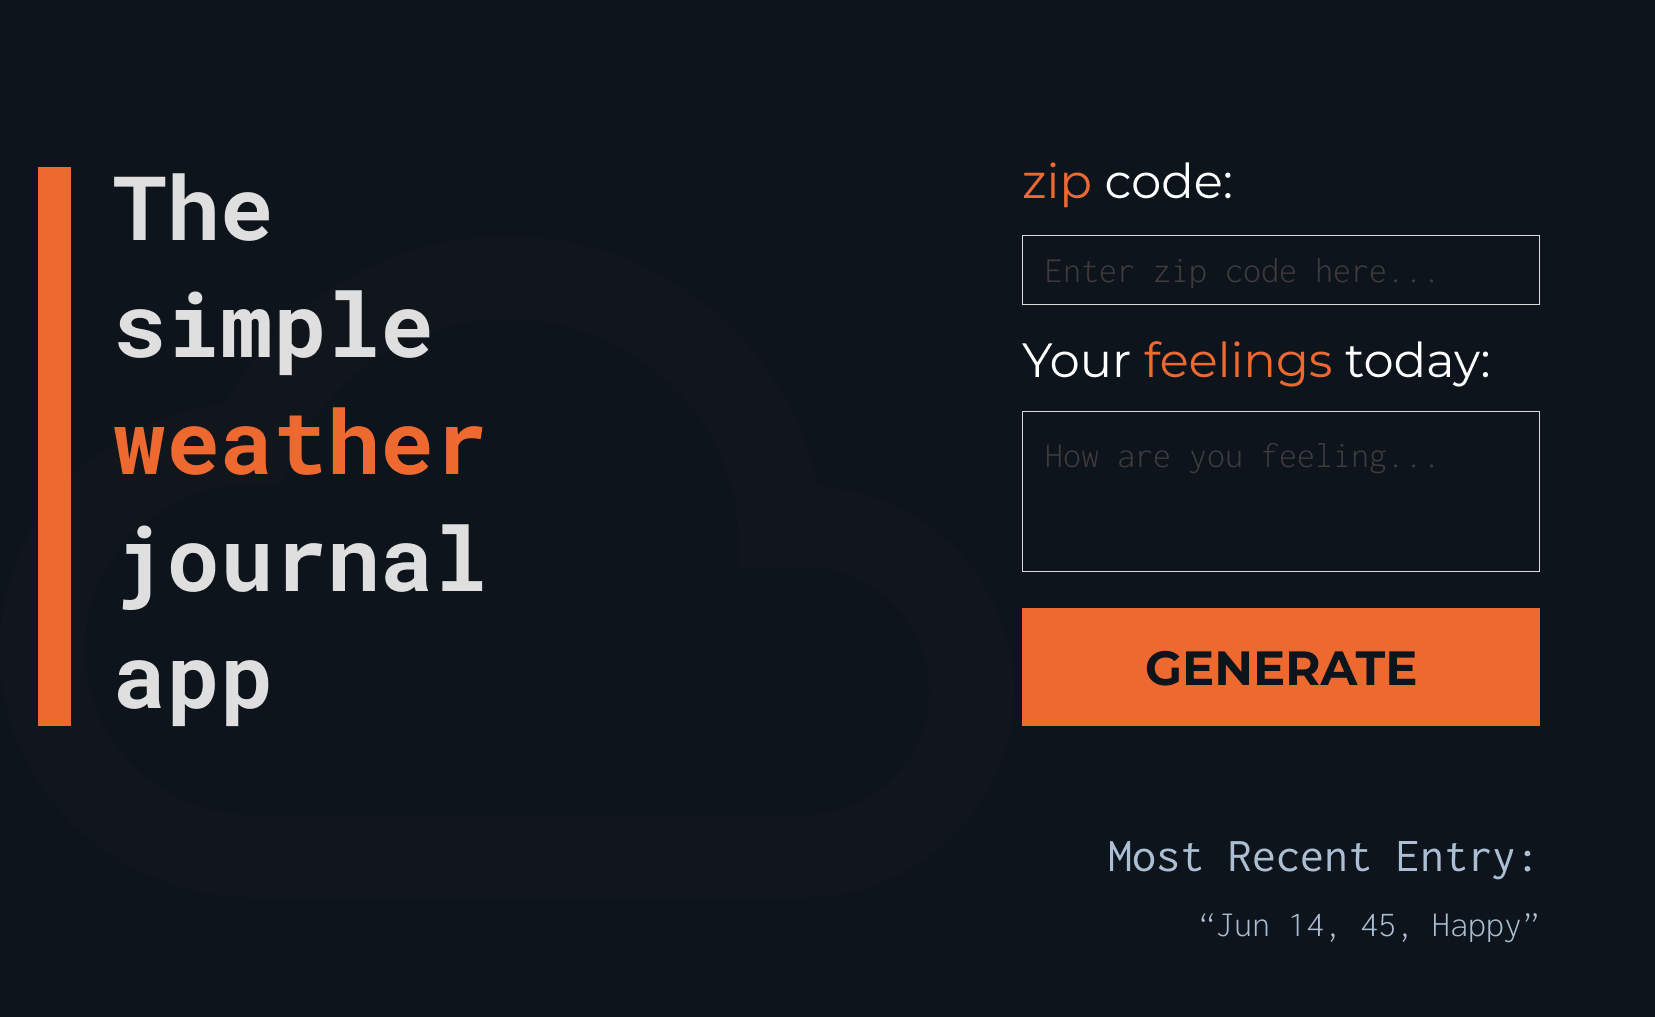 The
simple
weather
journal
app
zip code:
Enter zip code here...
Your feelings today:
How are you feeling...
GENERATE
Most Recent Entry:
“Jun 14, 45, Happy”